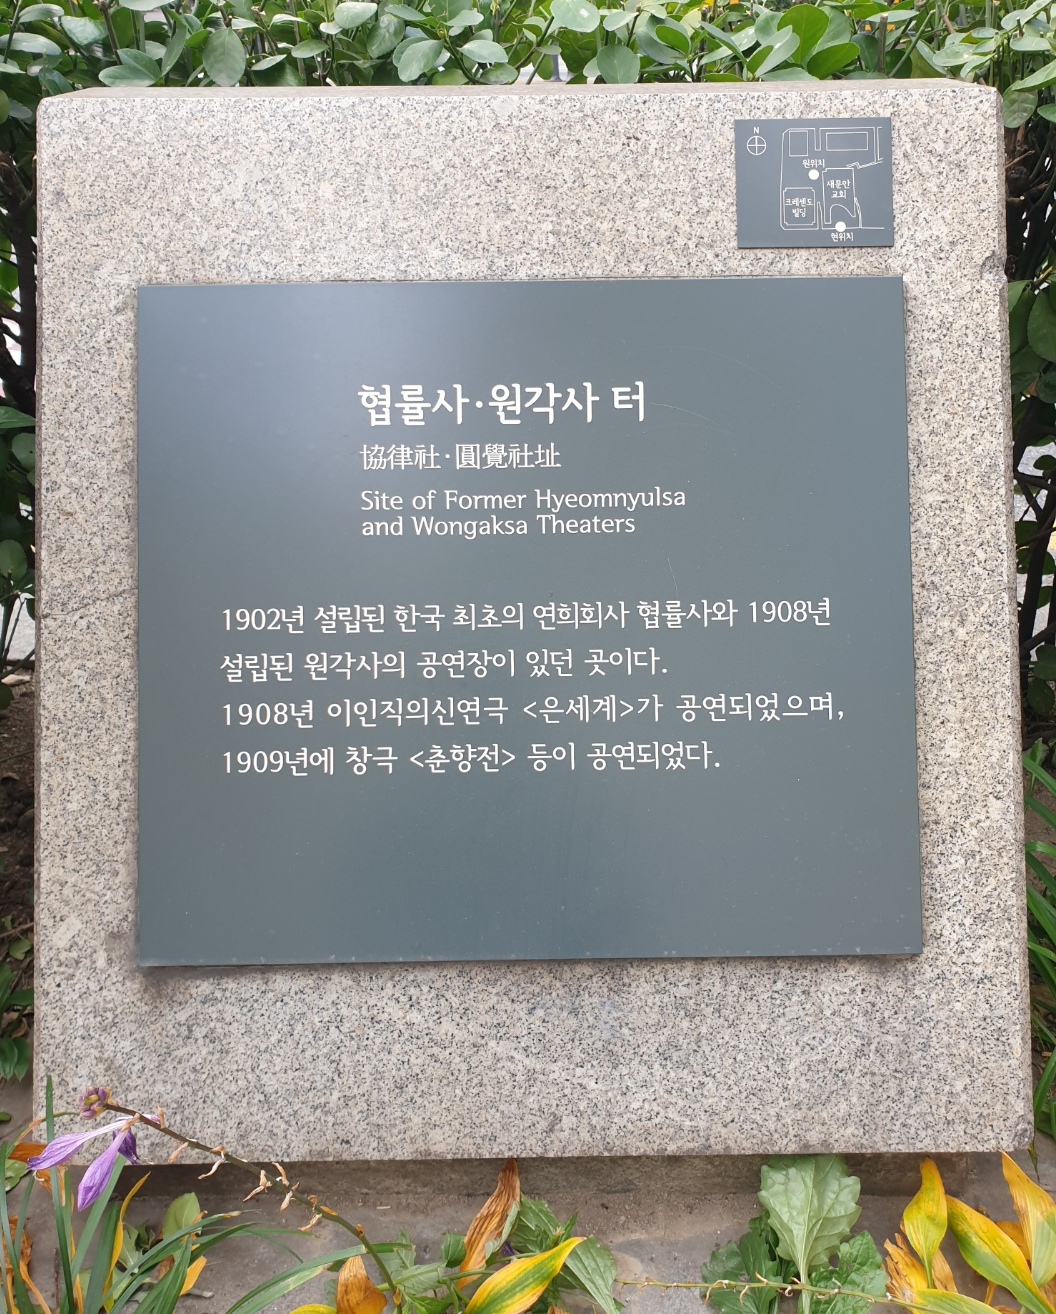 N
원위치
새문안
교회
크레센도
빌딩
현위치
협률사·원각사 터
協律社·圓覺社址
Site of Former Hyeomnyulsa
and Wongaksa Theaters
1902년 설립된 한국 최초의 연희회사 협률사와 1908년
설립된 원각사의 공연장이 있던 곳이다.
1908년 이인직의신연극 <은세계>가 공연되었으며,
1909년에 창극 <춘향전> 등이 공연되었다.